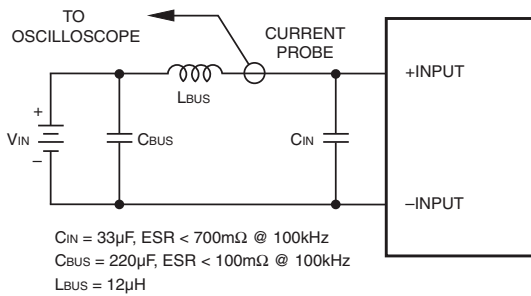 TO
OSCILLOSCOPE
CURRENT
PROBE
+INPUT
LBUS
+
VIN
–
CBUS
CIN
–INPUT
CIN = 33µF, ESR < 700mΩ @ 100kHz
CBUS = 220µF, ESR < 100mΩ @ 100kHz
LBUS = 12µH